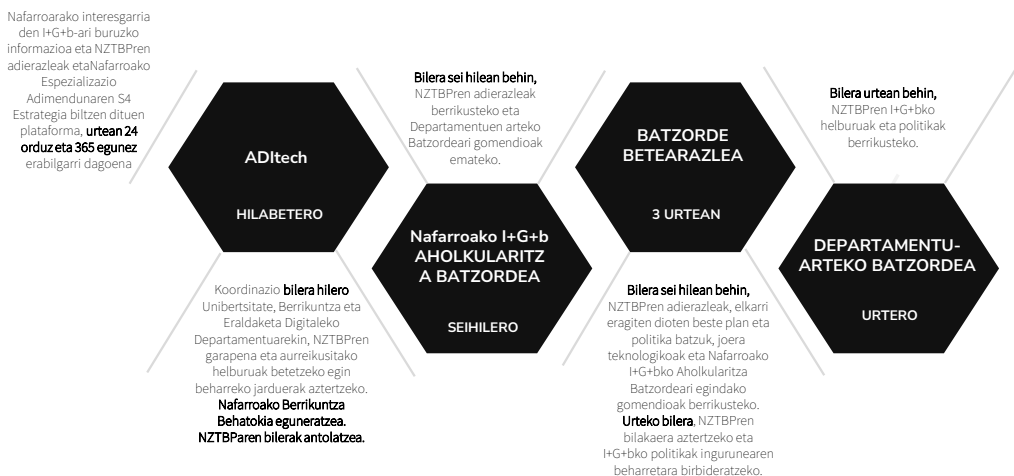 Nafarroarako interesgarria
den I+G+b-ari buruzko
informazioa eta NZTBPren
adierazleak etaNafarroako
Espezializazio
Adimendunaren S4
Estrategia biltzen dituen
plataforma, urtean 24
orduz eta 365 egunez
erabilgarri dagoena
ADItech
HILABETERO
Koordinazio bilera hilero
Unibertsitate, Berrikuntza eta
Eraldaketa Digitaleko
Departamentuarekin, NZTBPren
garapena eta aurreikusitako
helburuak betetzeko egin
beharreko jarduerak aztertzeko.
Nafarroako Berrikuntza
Behatokia eguneratzea.
NZTBParen bilerak antolatzea.
Bilera sei hilean behin,
NZTBPren adierazleak
berrikusteko eta
Departamentuen arteko
Batzordeari gomendioak
emateko.
Nafarroako I+G+b
AHOLKULARITZ
A BATZORDEA
SEIHILERO
BATZORDE
BETEARAZLEA
3 URTEAN
Bilera sei hilean behin,
NZTBPren adierazleak, elkarri
eragiten dioten beste plan eta
politika batzuk, joera
teknologikoak eta Nafarroako
I+G+bko Aholkularitza
Batzordeari egindako
gomendioak berrikusteko.
Urteko bilera, NZTBPren
bilakaera aztertzeko eta
I+G+bko politikak ingurunearen
beharretara birbideratzeko.
Bilera urtean behin,
NZTBPren I+G+bko
helburuak eta politikak
berrikusteko.
DEPARTAMENTU-
ARTEKO BATZORDEA
URTERO